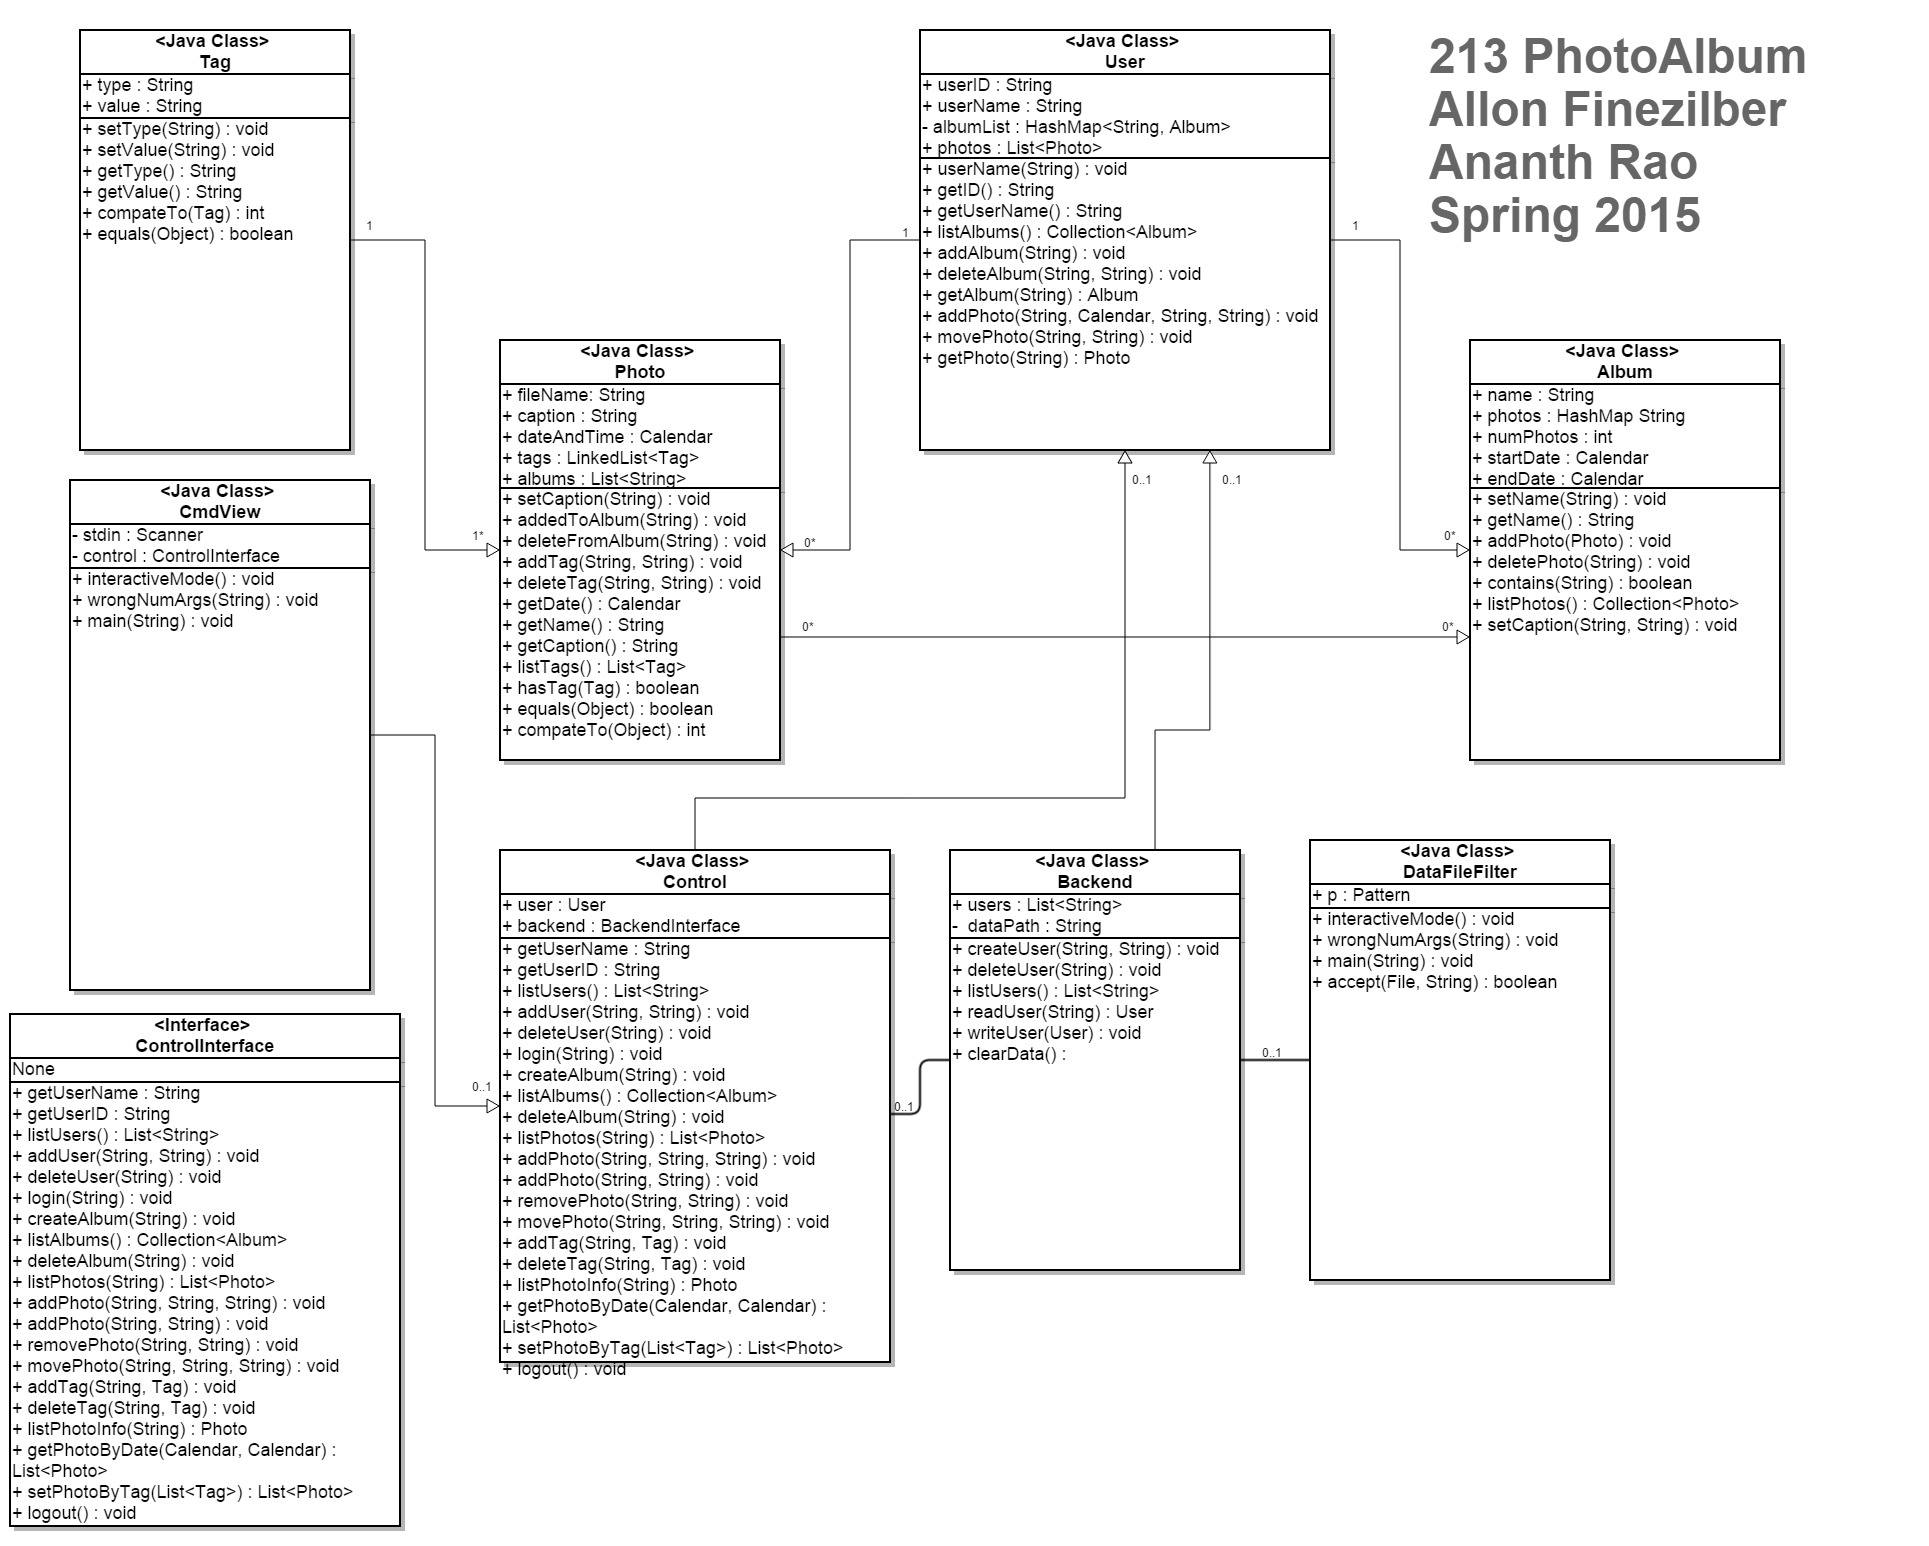 <Java Class>
Tag
+ type : String
+ value : String
+ setType(String) : void
+ setValue(String) : void
+ getType() : String
+ getValue() : String
+ compateTo(Tag) : int
+ equals(Object) : boolean
1
1*
<Java Class>
User
+ userID : String
+ userName : String
- albumList : HashMap<String, Album>
+ photos : List<Photo>
+ userName(String) : void
+ getID() : String
+ getUserName() : String
+ listAlbums() : Collection<Album>
+ addAlbum(String) : void
+ deleteAlbum(String, String) : void
+ getAlbum(String) : Album
+ addPhoto(String, Calendar, String, String) : void
+ movePhoto(String, String) : void
+ getPhoto(String) : Photo
1
1
0..1
0..1
213 PhotoAlbum
Allon Finezilber
Ananth Rao
Spring 2015
<Java Class>
Photo
+ fileName: String
+ caption : String
+ dateAndTime : Calendar
+ tags : LinkedList<Tag>
+ albums : List<String>
+ setCaption(String) : void
+ addedToAlbum(String) : void
+ deleteFromAlbum(String) : void
+ addTag(String, String) : void
+ deleteTag(String, String) : void
+ getDate() : Calendar
+ getName() : String
+ getCaption() : String
+ listTags() : List<Tag>
+ hasTag(Tag) : boolean
+ equals(Object) : boolean
+ compateTo(Object) : int
0*
0*
0*
0*
<Java Class>
Album
+ name : String
+ photos : HashMap String
+ numPhotos : int
+ startDate : Calendar
+ endDate : Calendar
+ setName(String) : void
+ getName() : String
+ addPhoto(Photo) : void
+ deletePhoto(String) : void
+ contains(String) : boolean
+ listPhotos() : Collection<Photo>
+ setCaption(String, String) : void
<Java Class>
CmdView
- stdin : Scanner
- control : ControlInterface
+ interactiveMode() : void
+ wrongNumArgs(String) : void
+ main(String) : void
0..1
<Java Class>
Control
+ user : User
+ backend : BackendInterface
+ getUserName : String
+ getUserID : String
+ listUsers() : List<String>
+ addUser(String, String) : void
+ deleteUser(String) : void
+ login(String) : void
+ createAlbum(String) : void
+ listAlbums() : Collection<Album>
+ deleteAlbum(String) : void
+ listPhotos(String) : List<Photo>
+ addPhoto(String, String, String) : void
+ addPhoto(String, String) : void
+ removePhoto(String, String) : void
+ movePhoto(String, String, String) : void
+ addTag(String, Tag) : void
+ deleteTag(String, Tag) : void
+ listPhotoInfo(String) : Photo
+ getPhotoByDate(Calendar, Calendar) :
List<Photo>
+ setPhotoByTag(List<Tag>) : List<Photo>
+ logout() : void
0..1
<Java Class>
Backend
+ users : List<String>
- dataPath : String
+ createUser(String, String) : void
+ deleteUser(String) : void
+ listUsers() : List<String>
+ readUser(String) : User
+ writeUser(User) : void
+ clearData() :
0..1
<Java Class>
DataFileFilter
+ p : Pattern
+ interactiveMode() : void
+ wrongNumArgs(String) : void
+ main(String) : void
+ accept(File, String) : boolean
<Interface>
ControlInterface
None
+ getUserName : String
+ getUserID : String
+ listUsers() : List<String>
+ addUser(String, String) : void
+ deleteUser(String) : void
+ login(String) : void
+ createAlbum(String) : void
+ listAlbums() : Collection<Album>
+ deleteAlbum(String) : void
+ listPhotos(String) : List<Photo>
+ addPhoto(String, String, String) : void
+ addPhoto(String, String) : void
+ removePhoto(String, String) : void
+ movePhoto(String, String, String) : void
+ addTag(String, Tag) : void
+ deleteTag(String, Tag) : void
+ listPhotoInfo(String) : Photo
+ getPhotoByDate(Calendar, Calendar) :
List<Photo>
+ setPhotoByTag(List<Tag>) : List<Photo>
+ logout() : void